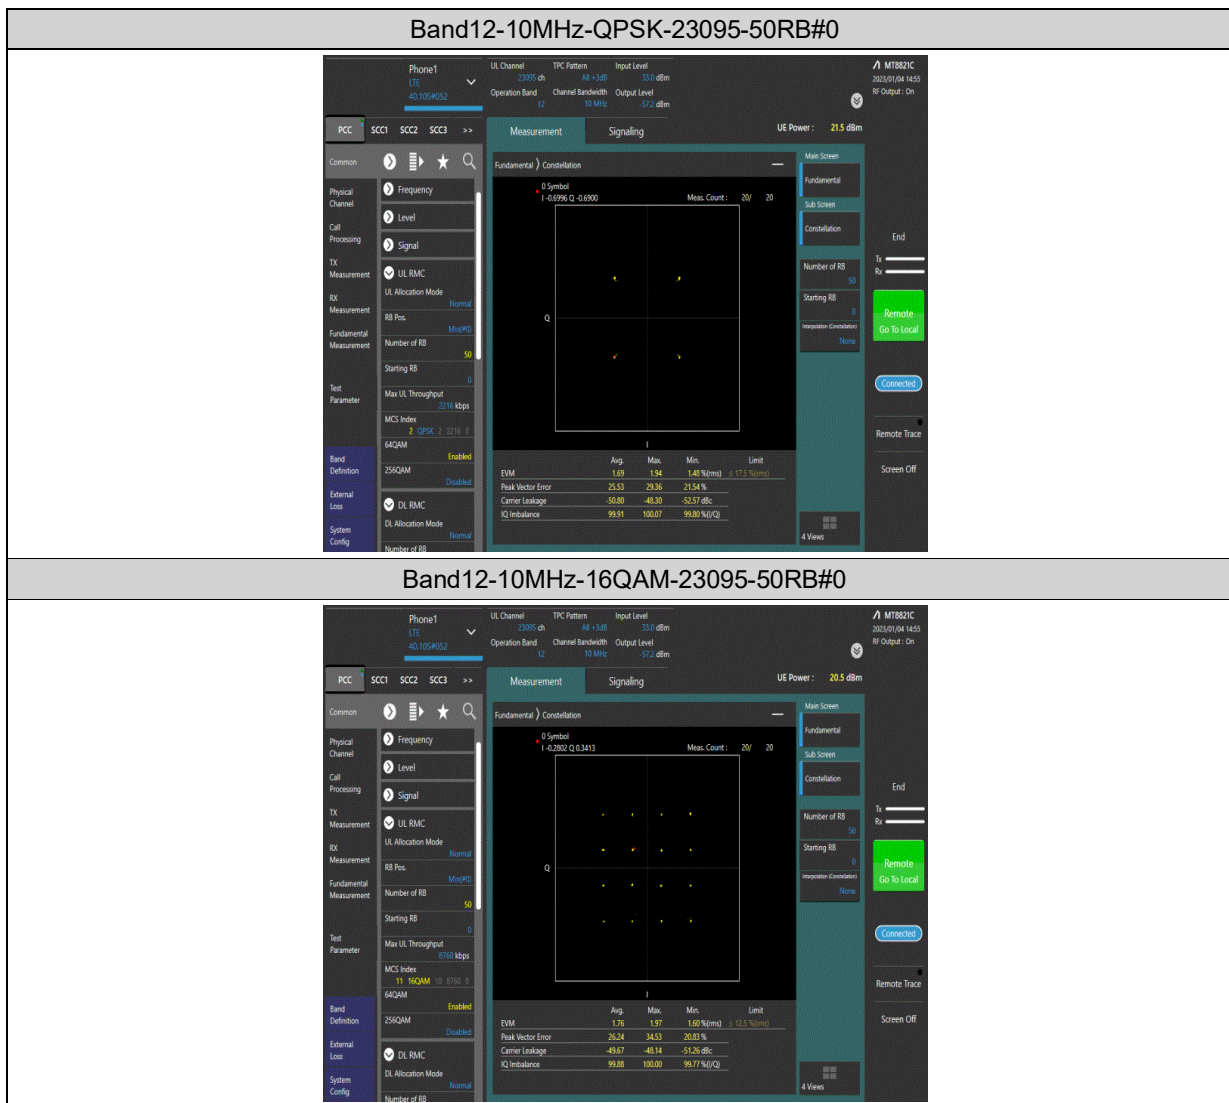 Band12-10MHz-QPSK-23095-50RB#0
Phone1
LTE
40.10S#052
UL Channel TPC Pattern Input Level
23095 ch All +3dB 33.0 dBm
Operation Band Channel Bandwidth Output Level
12 10 MHz -57.2 dBm
MT8821C
2023/01/04 14:55
RF Output : On
PCC SCC1 SCC2 SCC3 >>
Measurement Signaling
UE Power : 21.5 dBm
Common
Physical Channel
Call Processing
TX Measurement
RX Measurement
Fundamental Measurement
Test Parameter
Band Definition
External Loss
System Config
Frequency
Level
Signal
UL RMC
UL Allocation Mode
Normal
RB Pos.
Min(#0)
Number of RB
50
Starting RB
0
Max UL Throughput
2216 kbps
MCS Index
2 QPSK 2 2216 8
64QAM
Enabled
256QAM
Disabled
DL RMC
DL Allocation Mode
Normal
Number of RB
Fundamental 〉 Constellation
0 Symbol
I -0.6996 Q -0.6900 Meas. Count : 20/ 20
Q
I
Avg. Max. Min. Limit
EVM 1.69 1.94 1.48 %(rms) ≤ 17.5 %(rms)
Peak Vector Error 25.53 29.36 21.54 %
Carrier Leakage -50.80 -48.30 -52.57 dBc
IQ Imbalance 99.91 100.07 99.80 %(I/Q)
Main Screen
Fundamental
Sub Screen
Constellation
Number of RB
50
Starting RB
0
Interpolation (Constellation)
None
4 Views
End
Tx
Rx
Remote
Go To Local
Connected
Remote Trace
Screen Off
Band12-10MHz-16QAM-23095-50RB#0
Phone1
LTE
40.10S#052
UL Channel TPC Pattern Input Level
23095 ch All +3dB 33.0 dBm
Operation Band Channel Bandwidth Output Level
12 10 MHz -57.2 dBm
MT8821C
2023/01/04 14:55
RF Output : On
PCC SCC1 SCC2 SCC3 >>
Measurement Signaling
UE Power : 20.5 dBm
Common
Physical Channel
Call Processing
TX Measurement
RX Measurement
Fundamental Measurement
Test Parameter
Band Definition
External Loss
System Config
Frequency
Level
Signal
UL RMC
UL Allocation Mode
Normal
RB Pos.
Min(#0)
Number of RB
50
Starting RB
0
Max UL Throughput
8760 kbps
MCS Index
11 16QAM 10 8760 8
64QAM
Enabled
256QAM
Disabled
DL RMC
DL Allocation Mode
Normal
Number of RB
Fundamental 〉 Constellation
0 Symbol
I -0.2802 Q 0.3413 Meas. Count : 20/ 20
Q
I
Avg. Max. Min. Limit
EVM 1.76 1.97 1.60 %(rms) ≤ 12.5 %(rms)
Peak Vector Error 26.24 34.53 20.83 %
Carrier Leakage -49.67 -48.14 -51.26 dBc
IQ Imbalance 99.88 100.00 99.77 %(I/Q)
Main Screen
Fundamental
Sub Screen
Constellation
Number of RB
50
Starting RB
0
Interpolation (Constellation)
None
4 Views
End
Tx
Rx
Remote
Go To Local
Connected
Remote Trace
Screen Off